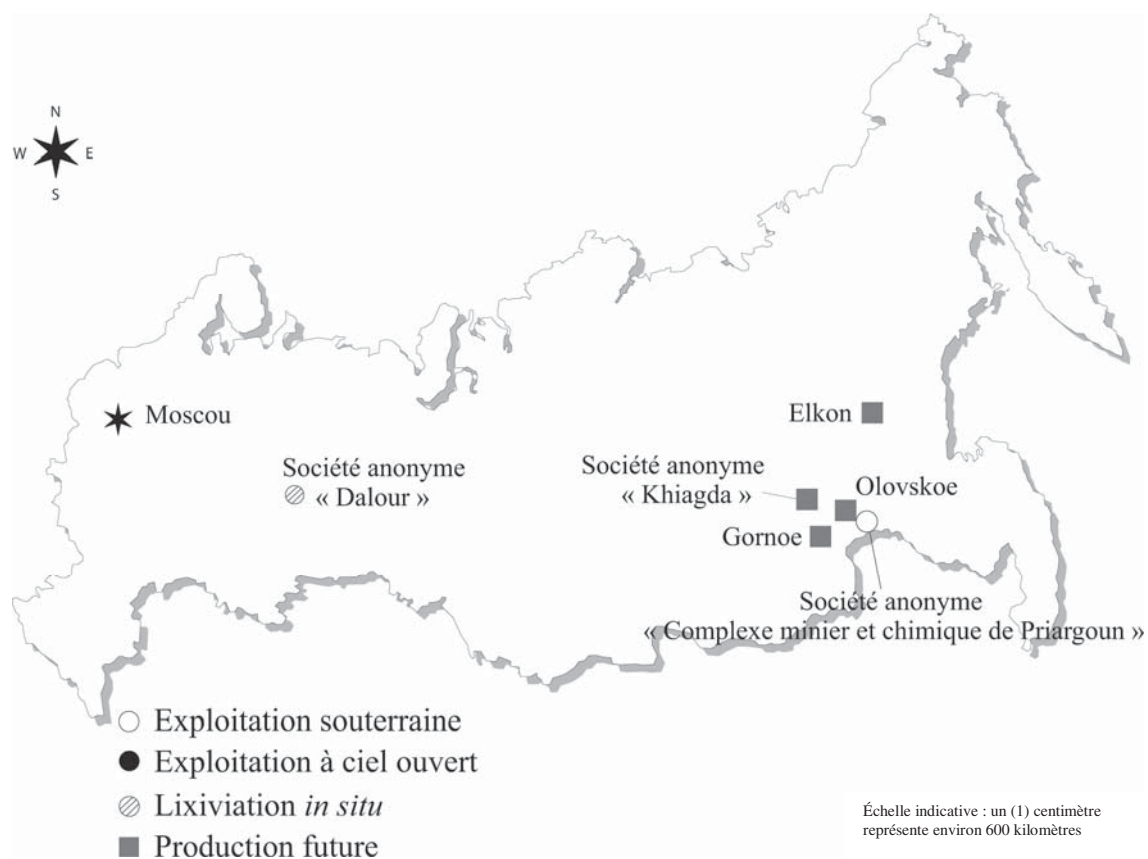 N
W E
S
Moscou
Elkon
Société anonyme
« Dalour »
Société anonyme
« Khiagda »
Olovskoe
Gornoe
Société anonyme
« Complexe minier et chimique de Priargoun »
Exploitation souterraine
Exploitation à ciel ouvert
Lixiviation in situ
Production future
Échelle indicative : un (1) centimètre
représente environ 600 kilomètres